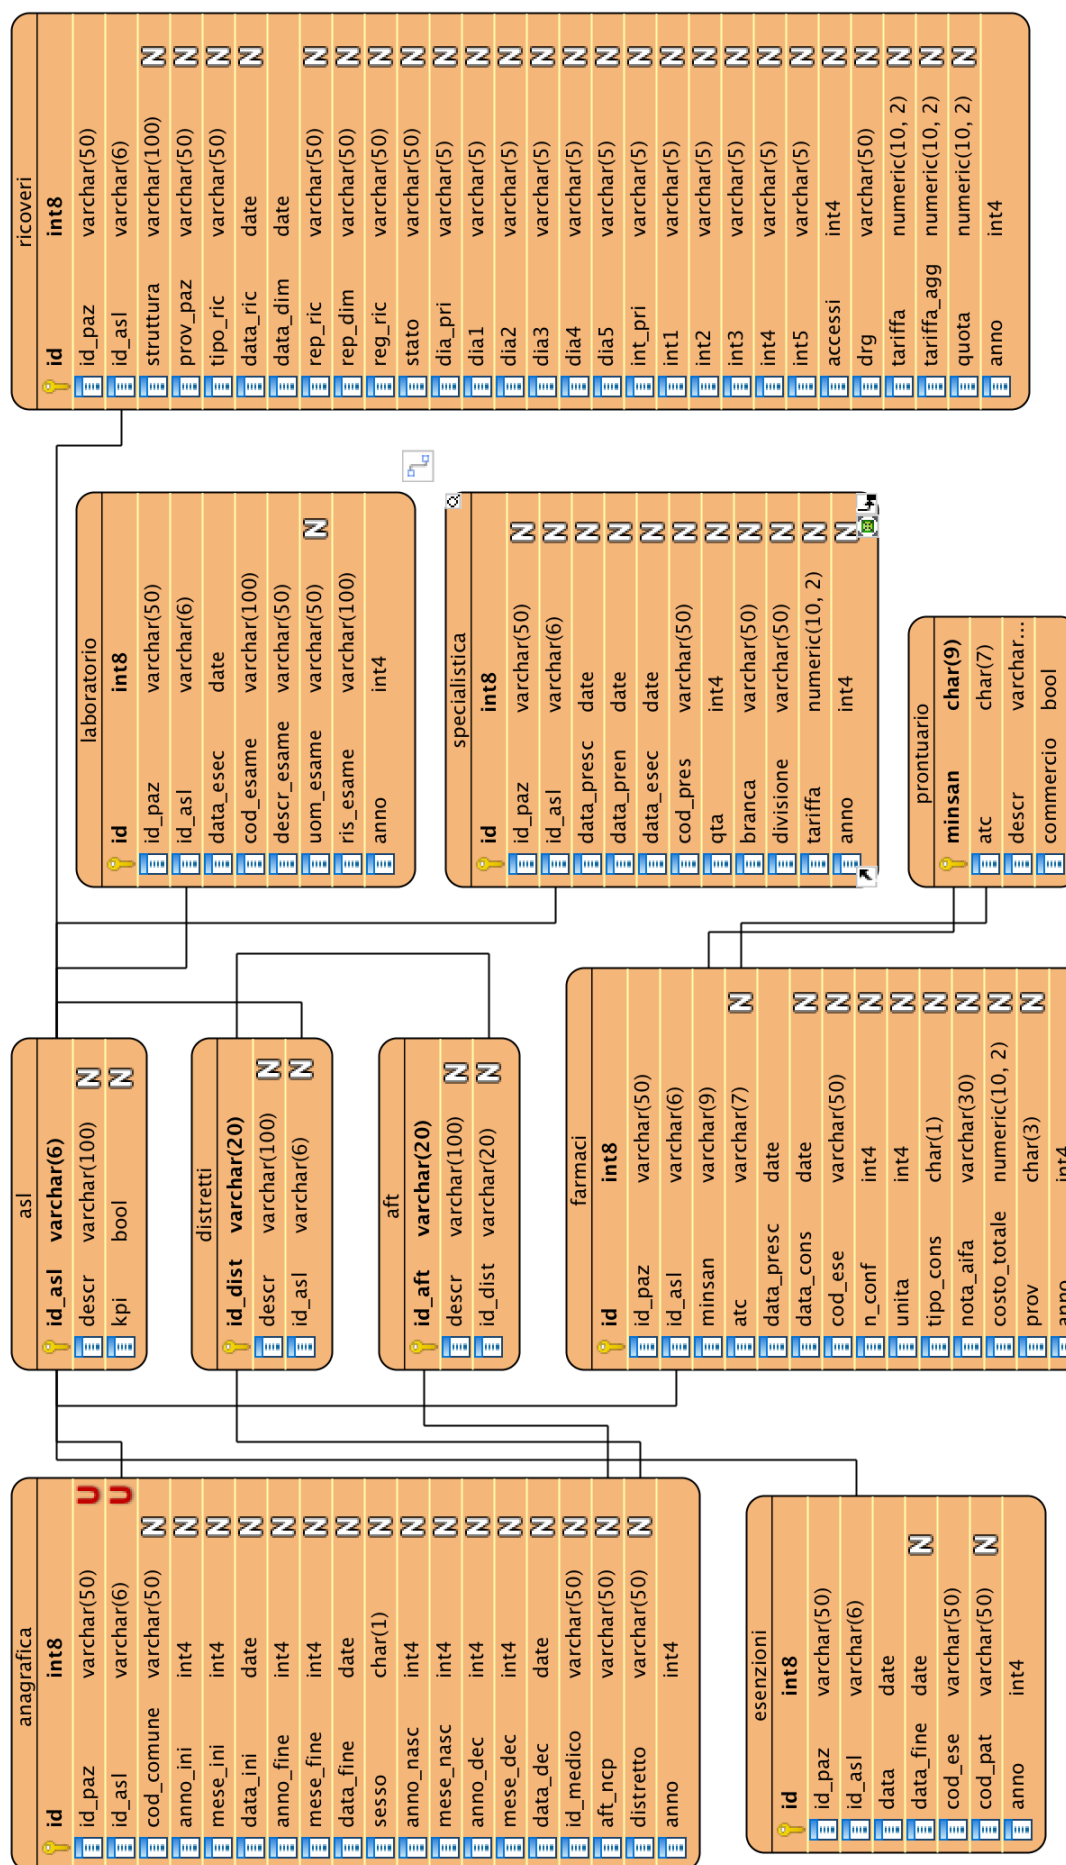 anagrafica
id int8
id_paz varchar(50) U
id_asl varchar(6) U
cod_comune varchar(50) N
anno_ini int4 N
mese_ini int4 N
data_ini date N
anno_fine int4 N
mese_fine int4 N
data_fine date N
sesso char(1) N
anno_nasc int4 N
mese_nasc int4 N
anno_dec int4 N
mese_dec int4 N
data_dec date N
id_medico varchar(50) N
aft_ncp varchar(50) N
distretto varchar(50) N
anno int4
esenzioni
id int8
id_paz varchar(50)
id_asl varchar(6)
data date
data_fine date N
cod_ese varchar(50)
cod_pat varchar(50) N
anno int4
asl
id_asl varchar(6)
descr varchar(100) N
kpi bool N
distretti
id_dist varchar(20)
descr varchar(100) N
id_asl varchar(6) N
aft
id_aft varchar(20)
descr varchar(100) N
id_dist varchar(20) N
farmaci
id int8
id_paz varchar(50)
id_asl varchar(6)
minsan varchar(9)
atc varchar(7) N
data_presc date
data_cons date N
cod_ese varchar(50) N
n_conf int4 N
unita int4 N
tipo_cons char(1) N
nota_aifa varchar(30) N
costo_totale numeric(10, 2) N
prov char(3) N
anno int4
laboratorio
id int8
id_paz varchar(50)
id_asl varchar(6)
data_esec date
cod_esame varchar(100)
descr_esame varchar(50)
uom_esame varchar(50) N
ris_esame varchar(100)
anno int4
specialistica
id int8
id_paz varchar(50) N
id_asl varchar(6) N
data_presc date N
data_pren date N
data_esec date N
cod_pres varchar(50) N
qta int4 N
branca varchar(50) N
divisione varchar(50) N
tariffa numeric(10, 2) N
anno int4 N
prontuario
minsan char(9)
atc char(7)
descr varchar...
commercio bool
ricoveri
id int8
id_paz varchar(50)
id_asl varchar(6)
struttura varchar(100) N
prov_paz varchar(50) N
tipo_ric varchar(50) N
data_ric date N
data_dim date
rep_ric varchar(50) N
rep_dim varchar(50) N
reg_ric varchar(50) N
stato varchar(50) N
dia_pri varchar(5) N
dia1 varchar(5) N
dia2 varchar(5) N
dia3 varchar(5) N
dia4 varchar(5) N
dia5 varchar(5) N
int_pri varchar(5) N
int1 varchar(5) N
int2 varchar(5) N
int3 varchar(5) N
int4 varchar(5) N
int5 varchar(5) N
accessi int4 N
drg varchar(50) N
tariffa numeric(10, 2) N
tariffa_agg numeric(10, 2) N
quota numeric(10, 2) N
anno int4